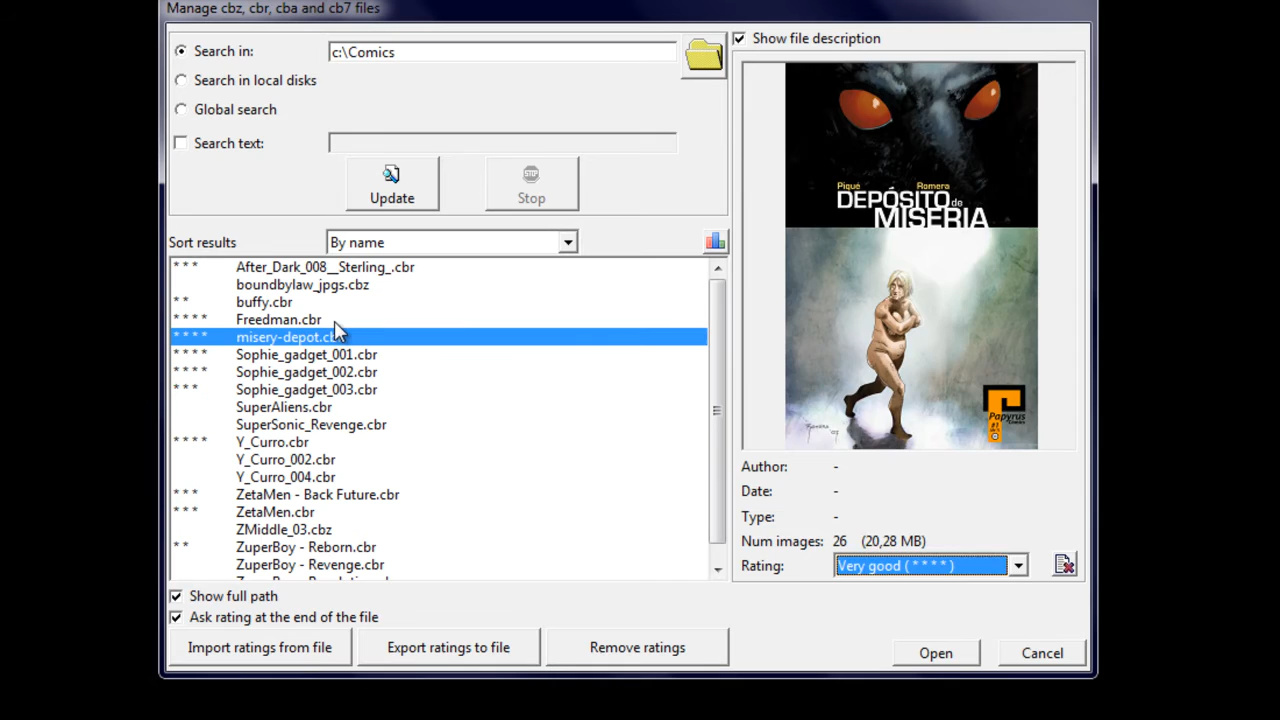 Manage cbz, cbr, cba and cb7 files
Search in:
c:\Comics
Search in local disks
Global search
Search text:
Update
STOP
Stop
Sort results
By name
* * * After_Dark_008__Sterling_.cbr
boundbylaw_jpgs.cbz
* * buffy.cbr
* * * * Freedman.cbr
* * * * misery-depot.cb
* * * * Sophie_gadget_001.cbr
* * * * Sophie_gadget_002.cbr
* * * Sophie_gadget_003.cbr
SuperAliens.cbr
SuperSonic_Revenge.cbr
* * * * Y_Curro.cbr
Y_Curro_002.cbr
Y_Curro_004.cbr
* * * ZetaMen - Back Future.cbr
* * * ZetaMen.cbr
ZMiddle_03.cbz
* * ZuperBoy - Reborn.cbr
ZuperBoy - Revenge.cbr
Show full path
Ask rating at the end of the file
Import ratings from file
Export ratings to file
Remove ratings
Show file description
Piqué Romera
DEPÓSITO de
MISERIA
Papyrus
Author: -
Date: -
Type: -
Num images: 26 (20,28 MB)
Rating: Very good ( * * * * )
Open
Cancel